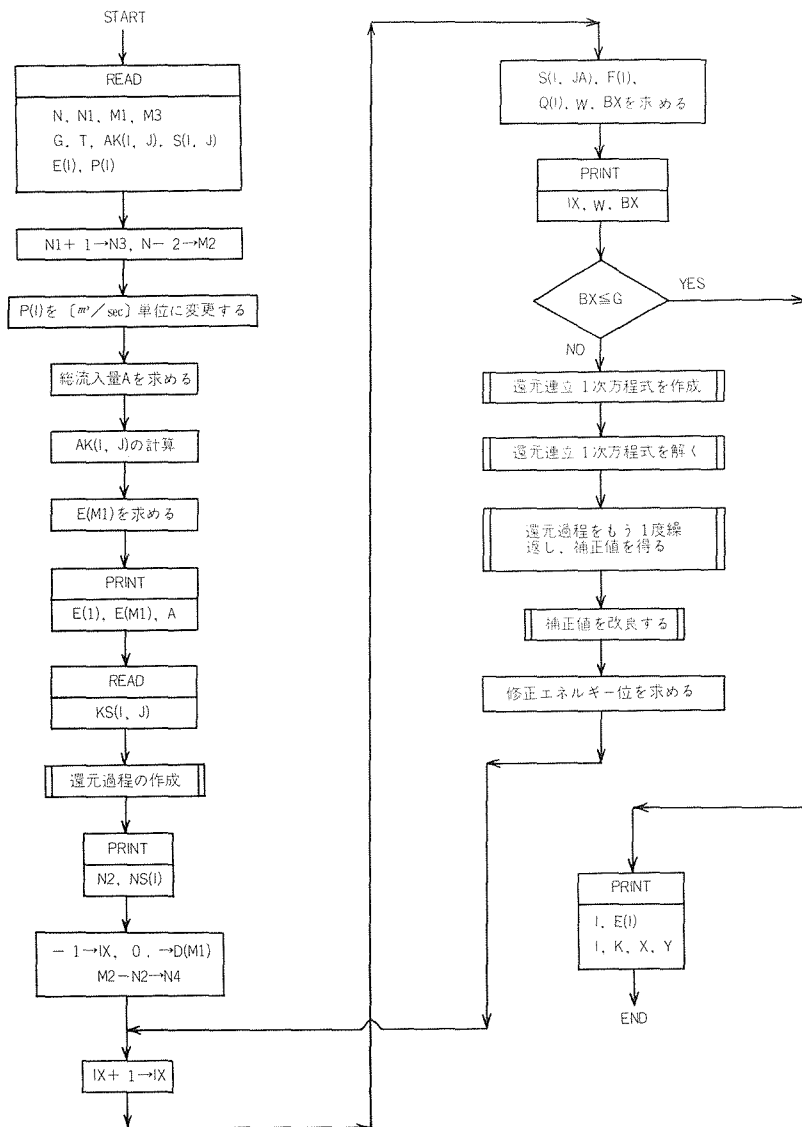 START
READ
N, N1, M1, M3
G. T, AK(I, J). S(I, J)
E(I), P(I)
N1+ 1→N3, N− 2→M2
P(I)を〔m³／sec〕単位に変更する
総流入量Aを求める
AK(I, J)の計算
E(M1)を求める
PRINT
E(1), E(M1), A
READ
KS(I, J)
還元過程の作成
PRINT
N2, NS(I)
− 1→IX, 0. →D(M1)
M2−N2→N4
IX+ 1→IX
S(I, JA), F(I),
Q(I), W, BXを求める
PRINT
IX, W. BX
BX≦G
YES
NO
還元連立1次方程式を作成
還元連立1次方程式を解く
還元過程をもう1度繰
返し、補正値を得る
補正値を改良する
修正エネルギー位を求める
PRINT
I, E(I)
I, K, X, Y
END